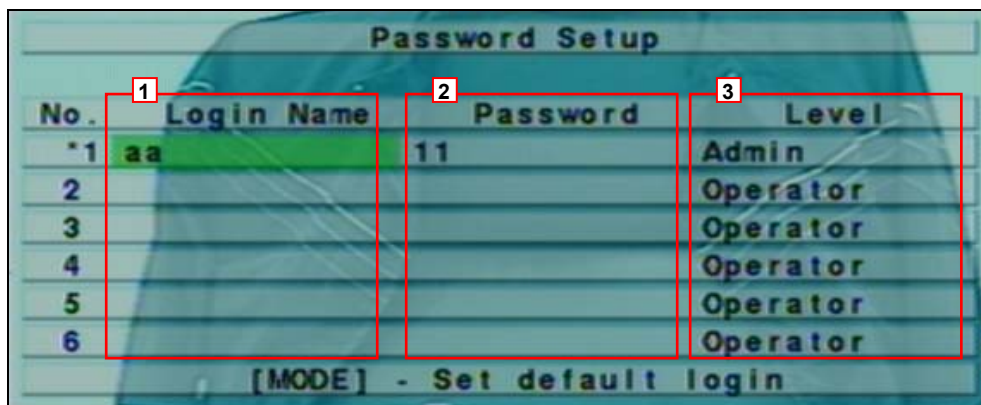 Password Setup
1 2 3
No. Login Name Password Level
*1 aa 11 Admin
2 Operator
3 Operator
4 Operator
5 Operator
6 Operator
[MODE] - Set default login